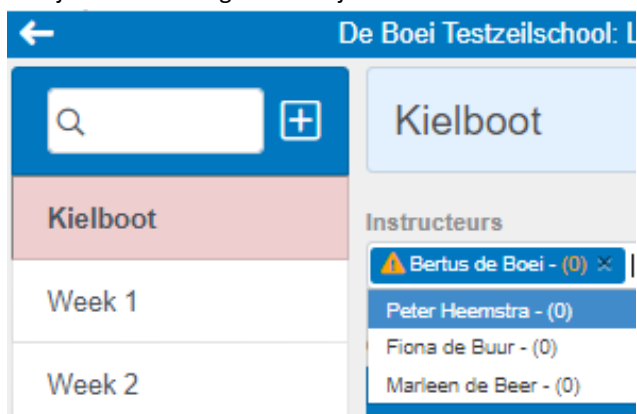 De Boei Testzeilschool:
Kielboot
Kielboot
Instructeurs
Bertus de Boei - (0) ×
Week 1
Peter Heemstra - (0)
Fiona de Buur - (0)
Week 2
Marleen de Beer - (0)